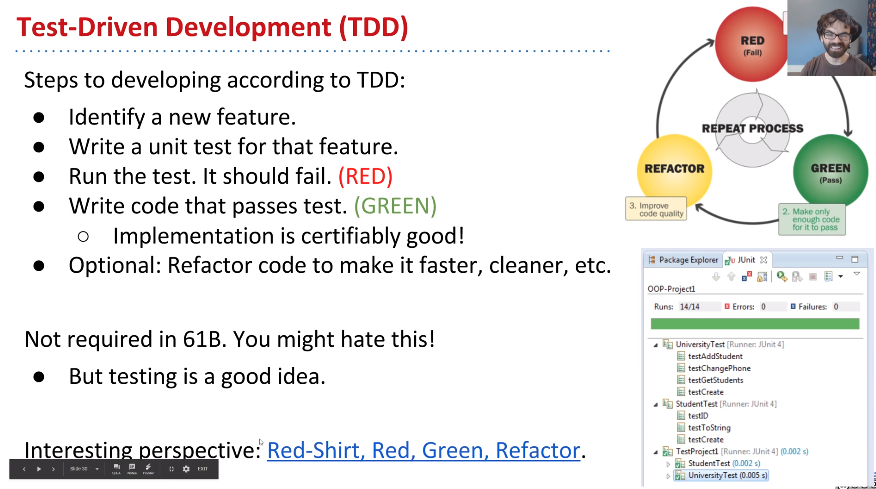 Test-Driven Development (TDD)
Steps to developing according to TDD:
● Identify a new feature.
● Write a unit test for that feature.
● Run the test. It should fail. (RED)
● Write code that passes test. (GREEN)
○ Implementation is certifiably good!
● Optional: Refactor code to make it faster, cleaner, etc.
Not required in 61B. You might hate this!
● But testing is a good idea.
Interesting perspective: Red-Shirt, Red, Green, Refactor.
RED
(Fail)
REPEAT PROCESS
REFACTOR
GREEN
(Pass)
3. Improve
code quality
2. Make only
enough code
for it to pass
Package Explorer
JUnit
OOP-Project1
Runs: 14/14
Errors: 0
Failures: 0
UniversityTest [Runner: JUnit 4]
testAddStudent
testChangePhone
testGetStudents
testCreate
StudentTest [Runner: JUnit 4]
testID
testToString
testCreate
TestProject1 [Runner: JUnit 4] (0.002 s)
StudentTest (0.002 s)
UniversityTest (0.005 s)
Slide 30
EXIT